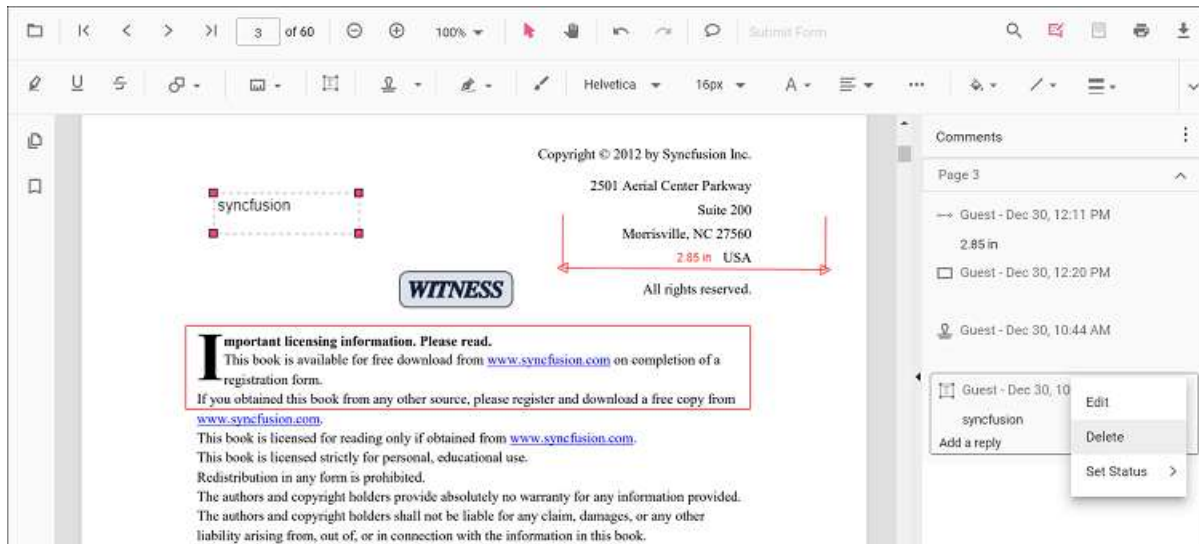 3 of 60 100% Submit Form
Helvetica 16px A
Copyright © 2012 by Syncfusion Inc.
2501 Aerial Center Parkway
Suite 200
Morrisville, NC 27560
2.85 in USA
All rights reserved.
syncfusion
WITNESS
Important licensing information. Please read.
This book is available for free download from www.syncfusion.com on completion of a
registration form.
If you obtained this book from any other source, please register and download a free copy from
www.syncfusion.com.
This book is licensed for reading only if obtained from www.syncfusion.com.
This book is licensed strictly for personal, educational use.
Redistribution in any form is prohibited.
The authors and copyright holders provide absolutely no warranty for any information provided.
The authors and copyright holders shall not be liable for any claim, damages, or any other
liability arising from, out of, or in connection with the information in this book.
Comments
Page 3
Guest - Dec 30, 12:11 PM
2.85 in
Guest - Dec 30, 12:20 PM
Guest - Dec 30, 10:44 AM
Guest - Dec 30, 10
syncfusion
Add a reply
Edit
Delete
Set Status